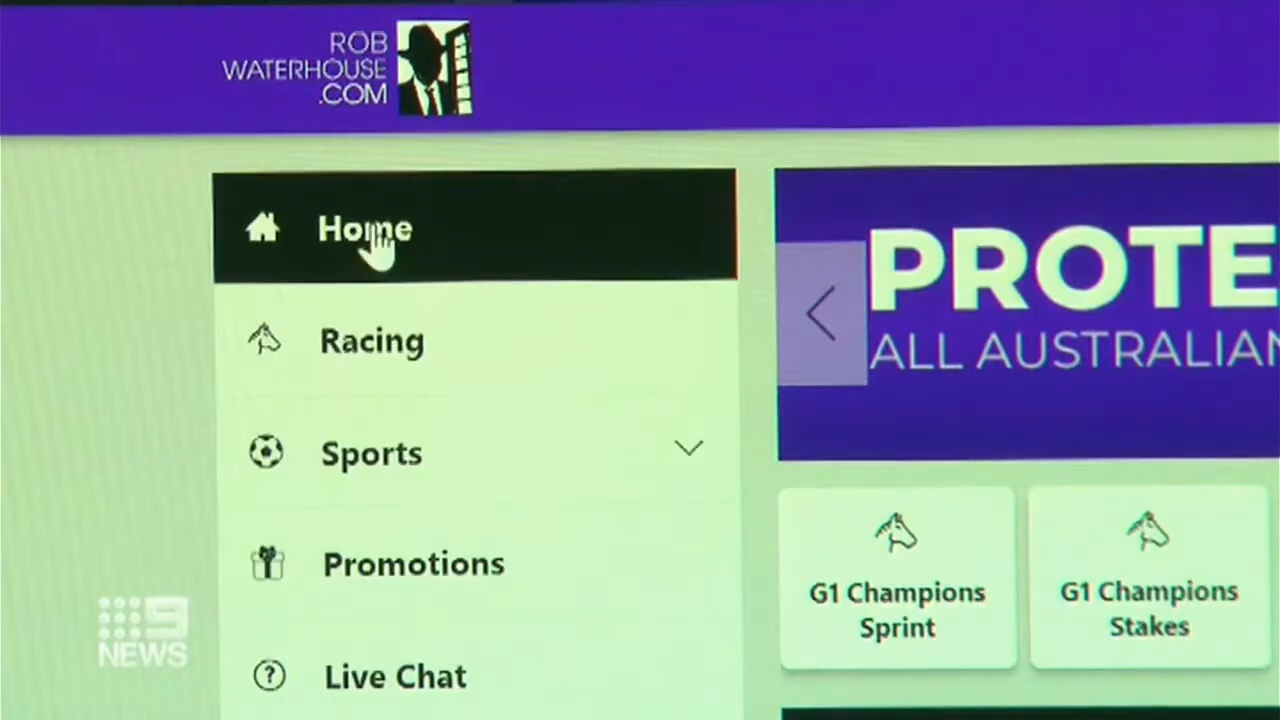 ROB
WATERHOUSE
.COM
Home
Racing
Sports
Promotions
Live Chat
PROTE
ALL AUSTRALIAN
G1 Champions
Sprint
G1 Champions
Stakes
9
NEWS